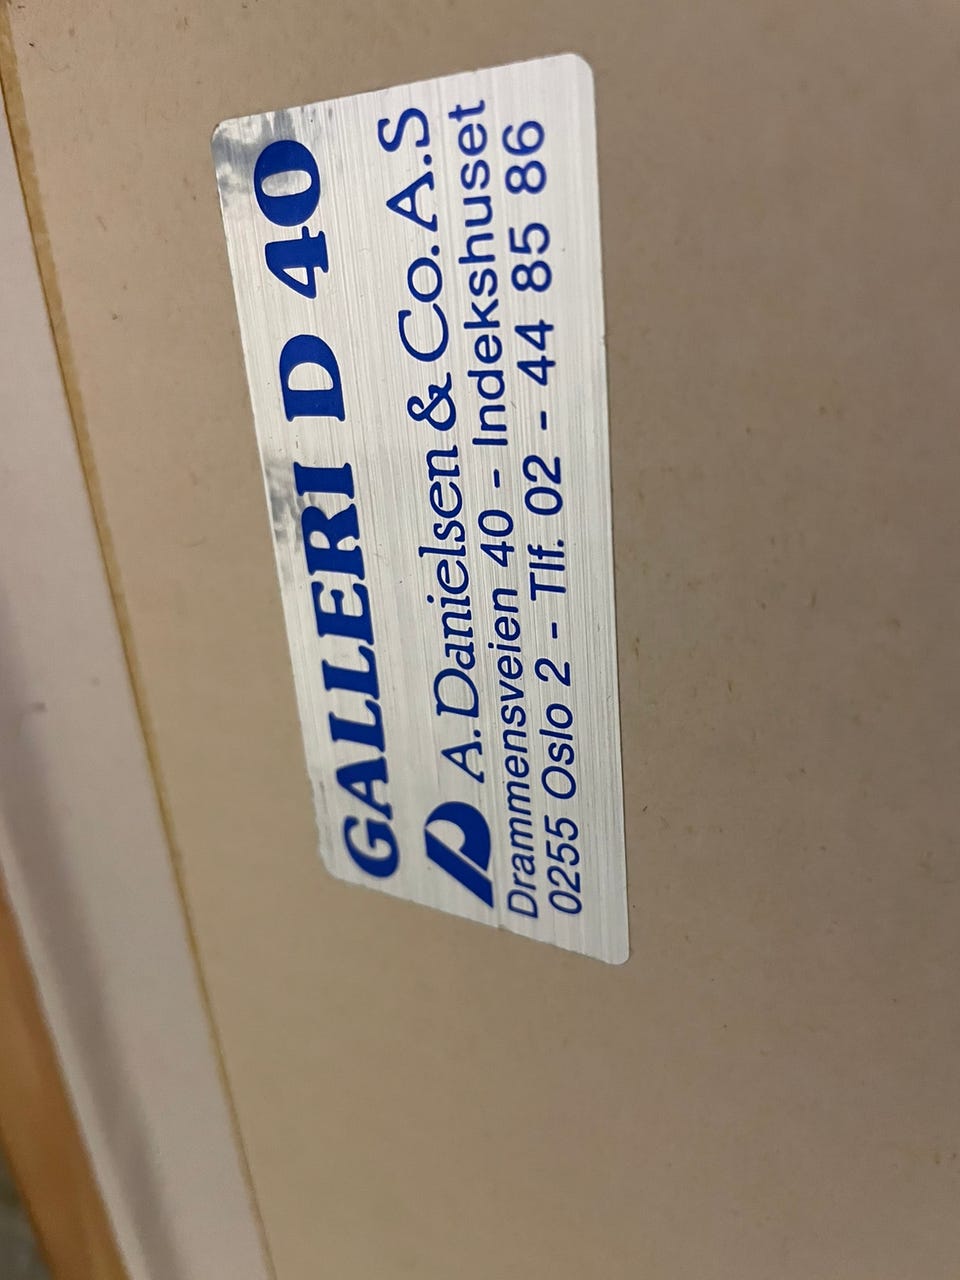 GALLERI D 40
A. Danielsen & Co. A.S
Drammensveien 40 - Indekshuset
0255 Oslo 2 - Tlf. 02 - 44 85 86